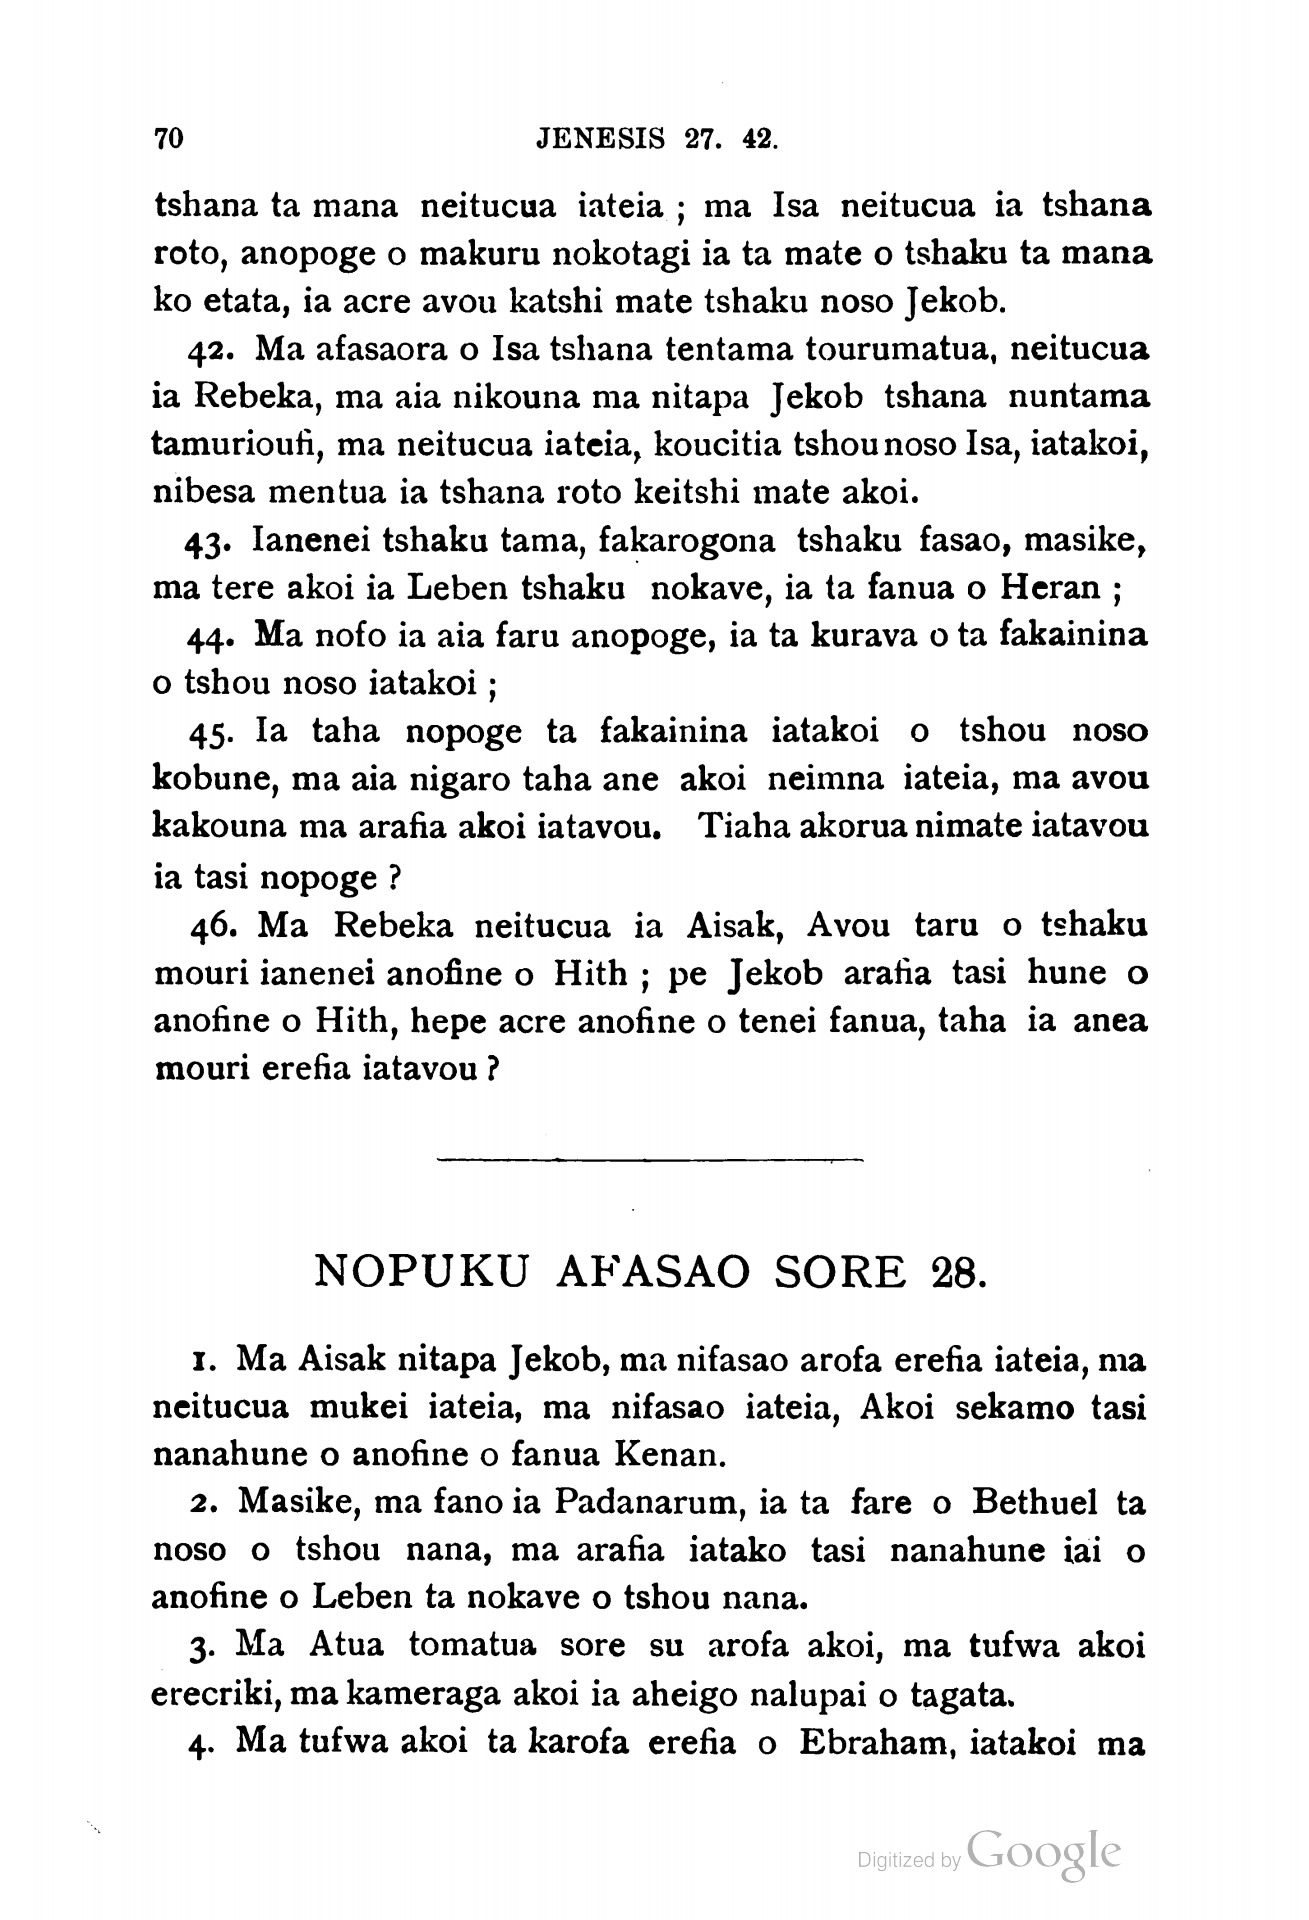 70 JENESIS 27. 42.
tshana ta mana neitucua iateia ; ma Isa neitucua ia tshana
roto, anopoge o makuru nokotagi ia ta mate o tshaku ta mana
ko etata, ia acre avou katshi mate tshaku noso Jekob.
42. Ma afasaora o Isa tshana tentama tourumatua, neitucua
ia Rebeka, ma aia nikouna ma nitapa Jekob tshana nuntama
tamurioufi, ma neitucua iateia, koucitia tshou noso Isa, iatakoi,
nibesa mentua ia tshana roto keitshi mate akoi.
43. Ianenei tshaku tama, fakarogona tshaku fasao, masike,
ma tere akoi ia Leben tshaku nokave, ia ta fanua o Heran ;
44. Ma nofo ia aia faru anopoge, ia ta kurava o ta fakainina
o tshou noso iatakoi ;
45. Ia taha nopoge ta fakainina iatakoi o tshou noso
kobune, ma aia nigaro taha ane akoi neimna iateia, ma avou
kakouna ma arafia akoi iatavou. Tiaha akorua nimate iatavou
ia tasi nopoge ?
46. Ma Rebeka neitucua ia Aisak, Avou taru o tshaku
mouri ianenei anofine o Hith ; pe Jekob arafia tasi hune o
anofine o Hith, hepe acre anofine o tenei fanua, taha ia anea
mouri erefia iatavou ?
NOPUKU AFASAO SORE 28.
1. Ma Aisak nitapa Jekob, ma nifasao arofa erefia iateia, ma
neitucua mukei iateia, ma nifasao iateia, Akoi sekamo tasi
nanahune o anofine o fanua Kenan.
2. Masike, ma fano ia Padanarum, ia ta fare o Bethuel ta
noso o tshou nana, ma arafia iatako tasi nanahune iai o
anofine o Leben ta nokave o tshou nana.
3. Ma Atua tomatua sore su arofa akoi, ma tufwa akoi
erecriki, ma kameraga akoi ia aheigo nalupai o tagata.
4. Ma tufwa akoi ta karofa erefia o Ebraham, iatakoi ma
Digitized by Google